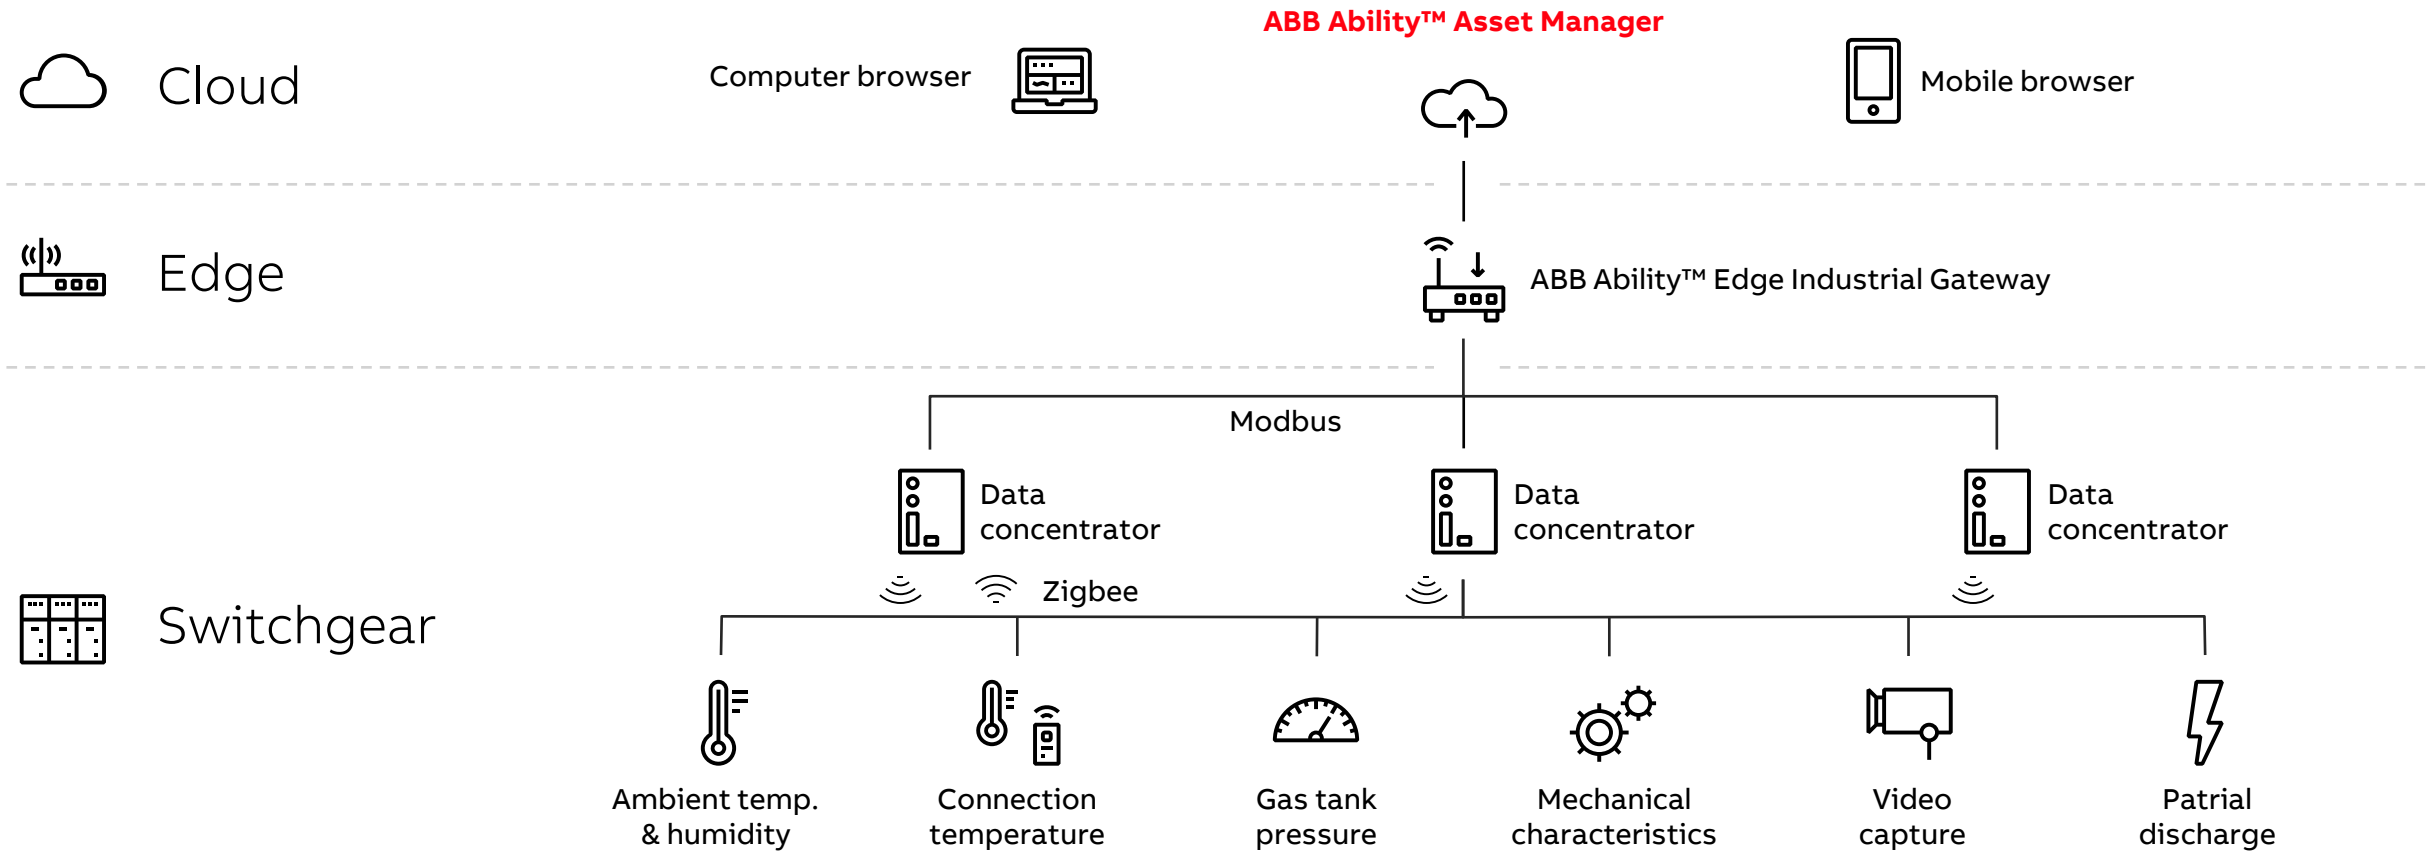 ABB Ability™ Asset Manager
Cloud
Computer browser
Mobile browser
Edge
ABB Ability™ Edge Industrial Gateway
Modbus
Data
concentrator
Data
concentrator
Data
concentrator
Zigbee
Switchgear
Ambient temp.
& humidity
Connection
temperature
Gas tank
pressure
Mechanical
characteristics
Video
capture
Patrial
discharge